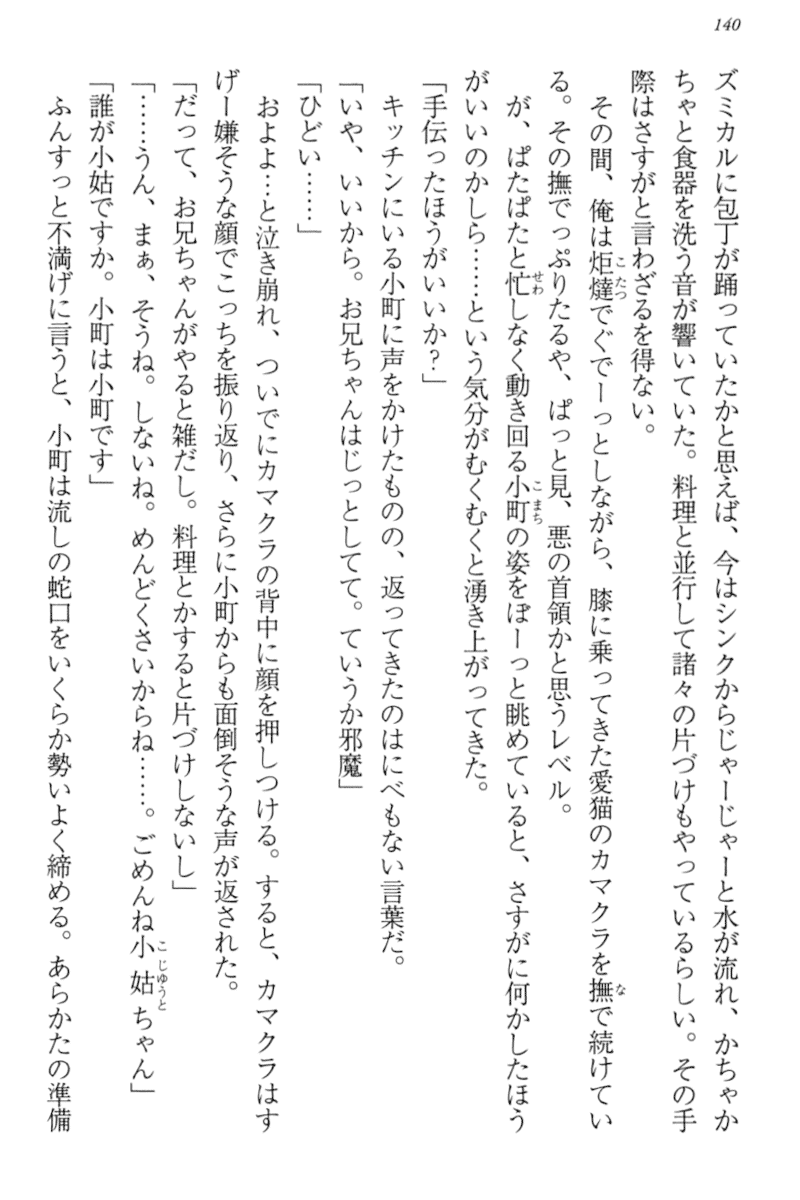 140
ズミカルに包丁が踊っていたかと思えば、今はシンクからじゃーじゃーと水が流れ、かちゃか
ちゃと食器を洗う音が響いていた。料理と並行して諸々の片づけもやっているらしい。その手
際はさすがと言わざるを得ない。
その間、俺は炬燵でぐでーっとしながら、膝に乗ってきた愛猫のカマクラを撫で続けてい
る。その撫でっぷりたるや、ぱっと見、悪の首領かと思うレベル。
が、ぱたぱたと忙しなく動き回る小町の姿をぽーっと眺めていると、さすがに何かしたほう
がいいのかしら……という気分がむくむくと湧き上がってきた。
「手伝ったほうがいいか?」
キッチンにいる小町に声をかけたものの、返ってきたのはにべもない言葉だ。
「いや、いいから。お兄ちゃんはじっとしてて。ていうか邪魔」
「ひどい……」
およよ…と泣き崩れ、ついでにカマクラの背中に顔を押しつける。すると、カマクラはす
げー嫌そうな顔でこっちを振り返り、さらに小町からも面倒そうな声が返された。
「だって、お兄ちゃんがやると雑だし。料理とかすると片づけしないし」
「……うん、まぁ、そうね。しないね。めんどくさいからね……。ごめんね小姑ちゃん」
「誰が小姑ですか。小町は小町です」
ふんすっと不満げに言うと、小町は流しの蛇口をいくらか勢いよく締める。あらかたの準備